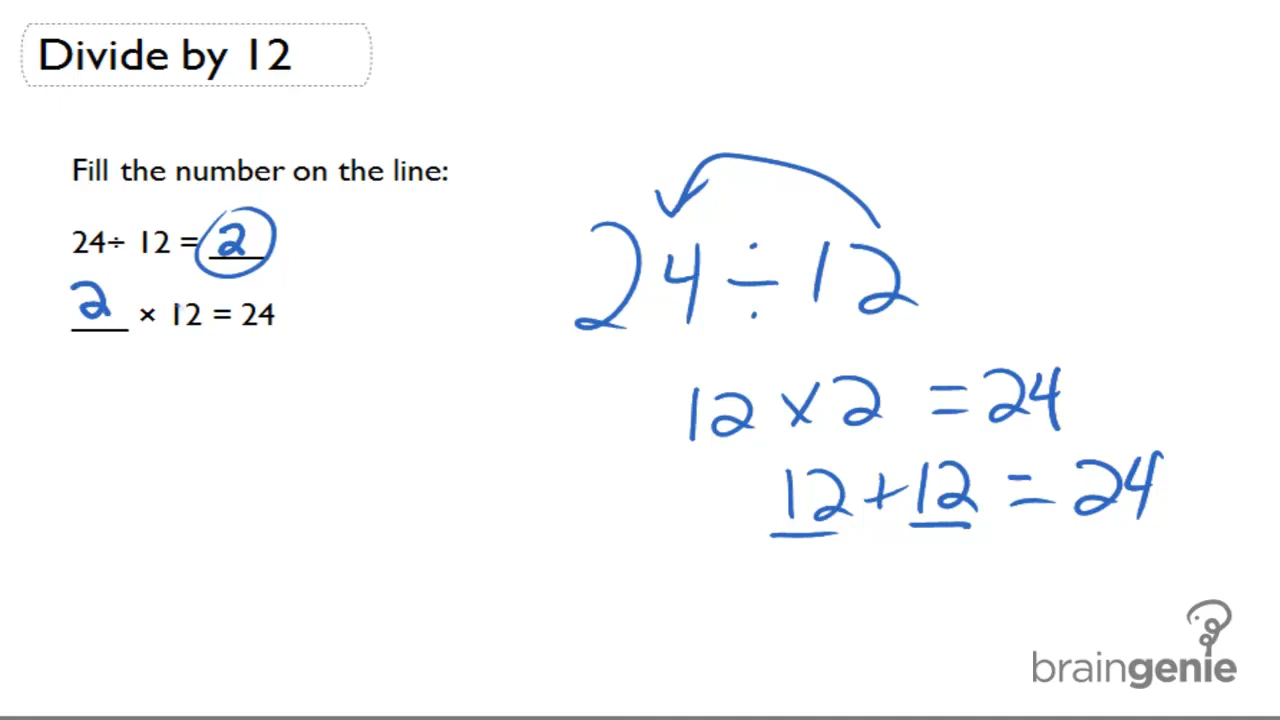 Divide by 12
Fill the number on the line:
24÷ 12 = 2
2 × 12 = 24
24 ÷ 12
12 × 2 = 24
12 + 12 = 24
braingenie